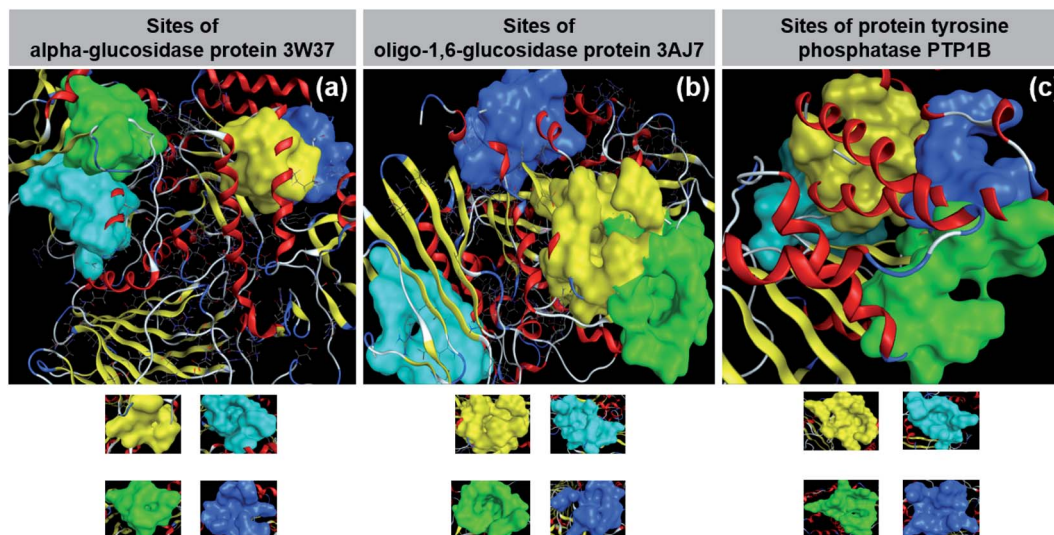 Sites of
alpha-glucosidase protein 3W37
Sites of
oligo-1,6-glucosidase protein 3AJ7
Sites of protein tyrosine
phosphatase PTP1B
(a)
(b)
(c)